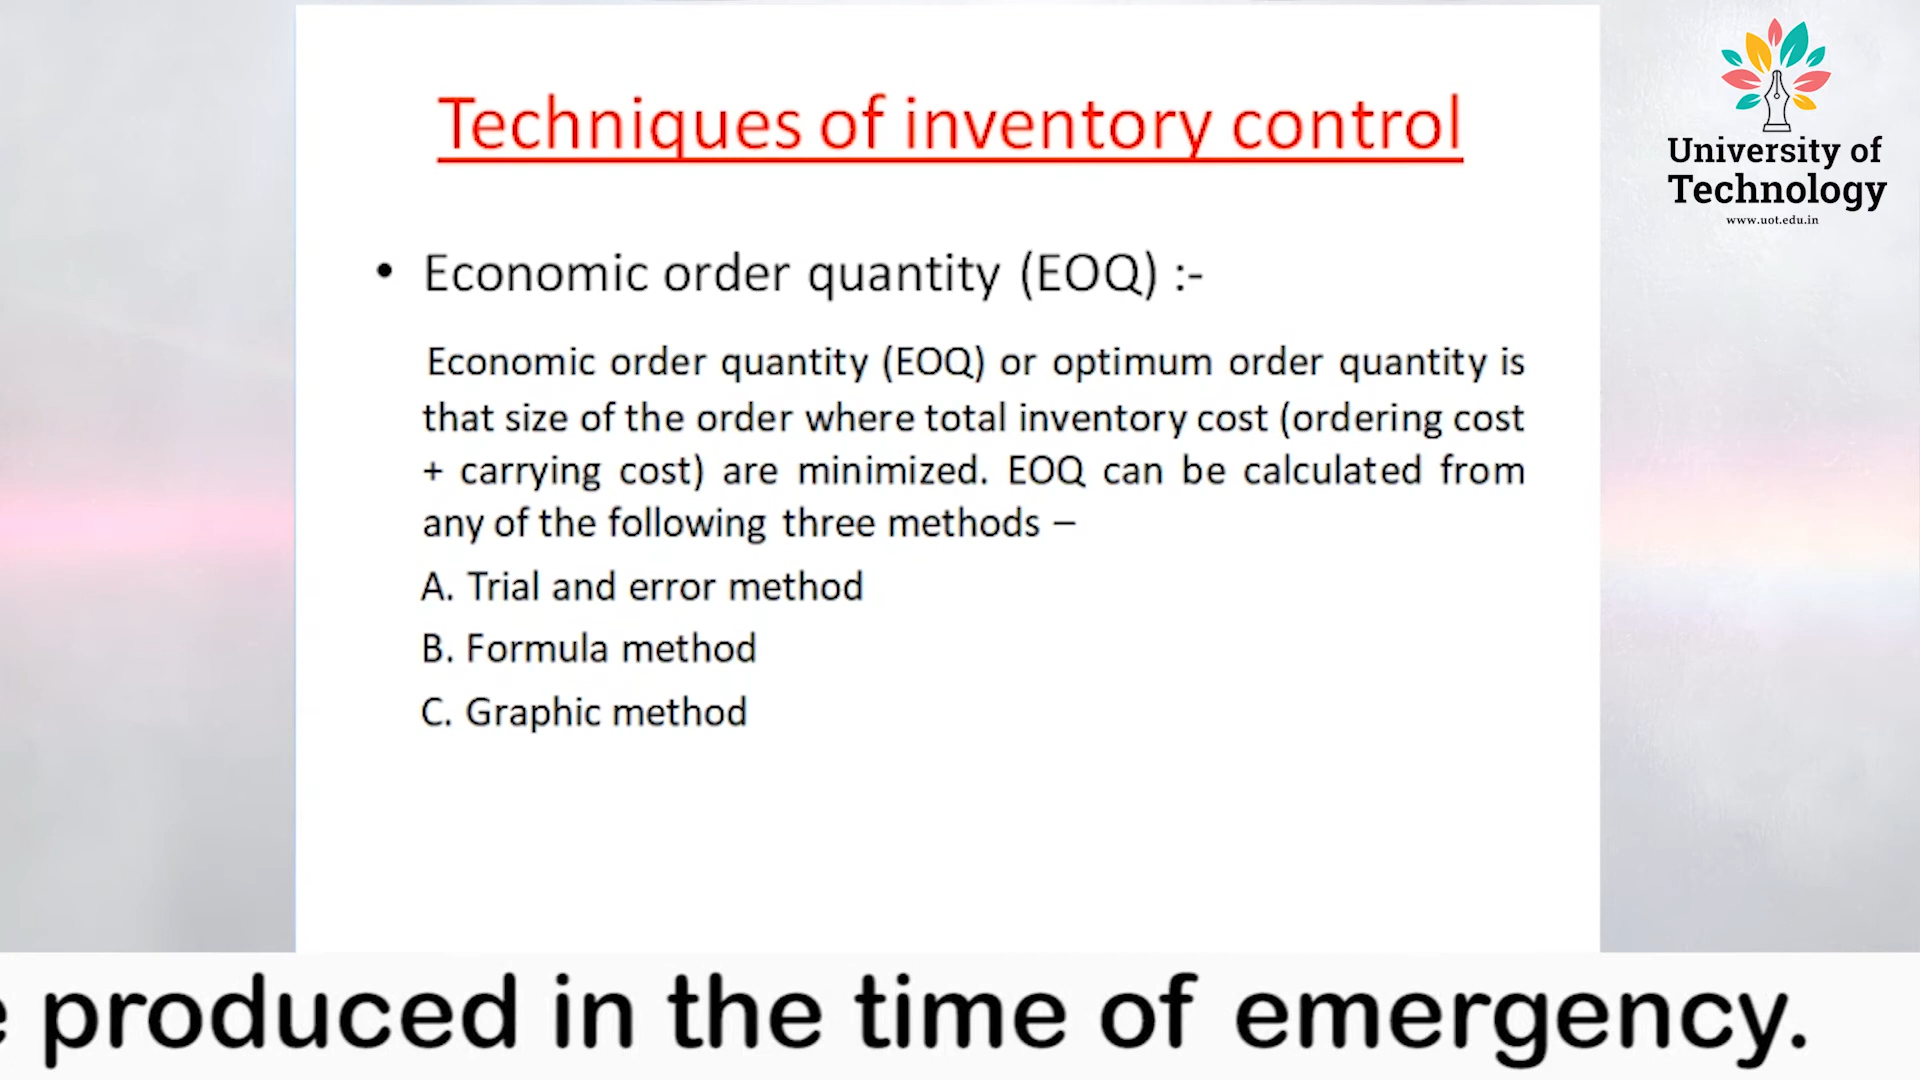 Techniques of inventory control
University of
Technology
www.uot.edu.in
• Economic order quantity (EOQ) :-
Economic order quantity (EOQ) or optimum order quantity is
that size of the order where total inventory cost (ordering cost
+ carrying cost) are minimized. EOQ can be calculated from
any of the following three methods –
A. Trial and error method
B. Formula method
C. Graphic method
produced in the time of emergency.